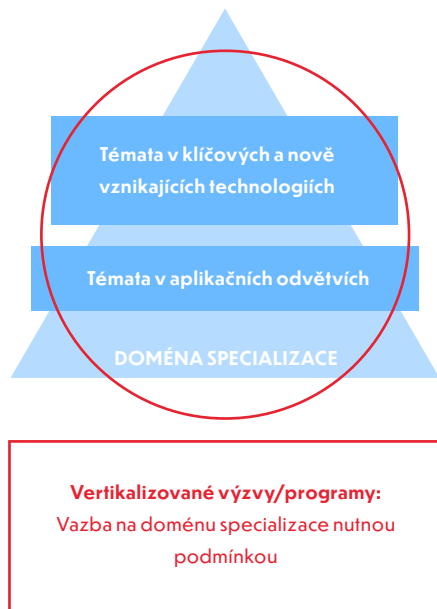 Témata v klíčových a nově
vznikajících technologiích
Témata v aplikačních odvětvích
DOMÉNA SPECIALIZACE
Vertikalizované výzvy/programy:
Vazba na doménu specializace nutnou
podmínkou